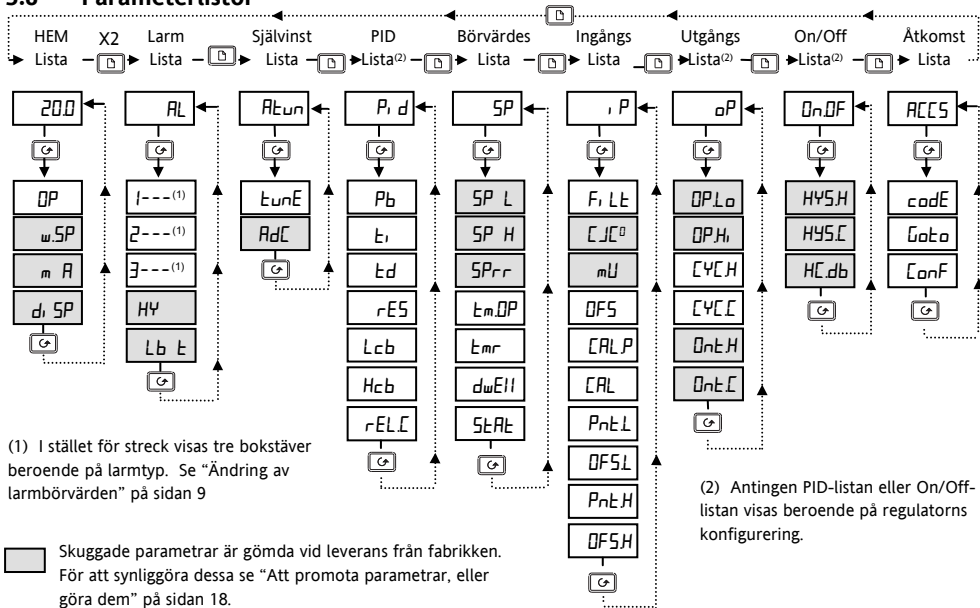 5.6 Parameterlistor
HEM Lista
X2
Larm Lista
Självinst Lista
PID Lista(2)
Börvärdes Lista
Ingångs Lista
Utgångs Lista(2)
On/Off Lista(2)
Åtkomst Lista
20.0
OP
w.SP
m A
di SP
AL
1---(1)
2---(1)
3---(1)
HY
Lb t
Atun
tunE
AdC
Pi d
Pb
ti
td
rES
Lcb
Hcb
rEL.C
SP
SP L
SP H
SPrr
tm.OP
tmr
dwEll
StAt
i P
Fi Lt
CJCº
mU
OFS
CAL.P
CAL
Pnt.L
OFS.L
Pnt.H
OFS.H
oP
OP.Lo
OP.Hi
CYC.H
CYC.C
Ont.H
Ont.C
On.OF
HYS.H
HYS.C
HC.db
ACCS
codE
Goto
ConF
(1) I stället för streck visas tre bokstäver
beroende på larmtyp. Se “Ändring av
larmbörvärden” på sidan 9
(2) Antingen PID-listan eller On/Off-
listan visas beroende på regulatorns
konfigurering.
Skuggade parametrar är gömda vid leverans från fabrikken.
För att synliggöra dessa se “Att promota parametrar, eller
göra dem” på sidan 18.